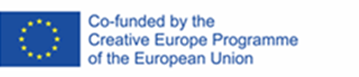 Co-funded by the
Creative Europe Programme
of the European Union